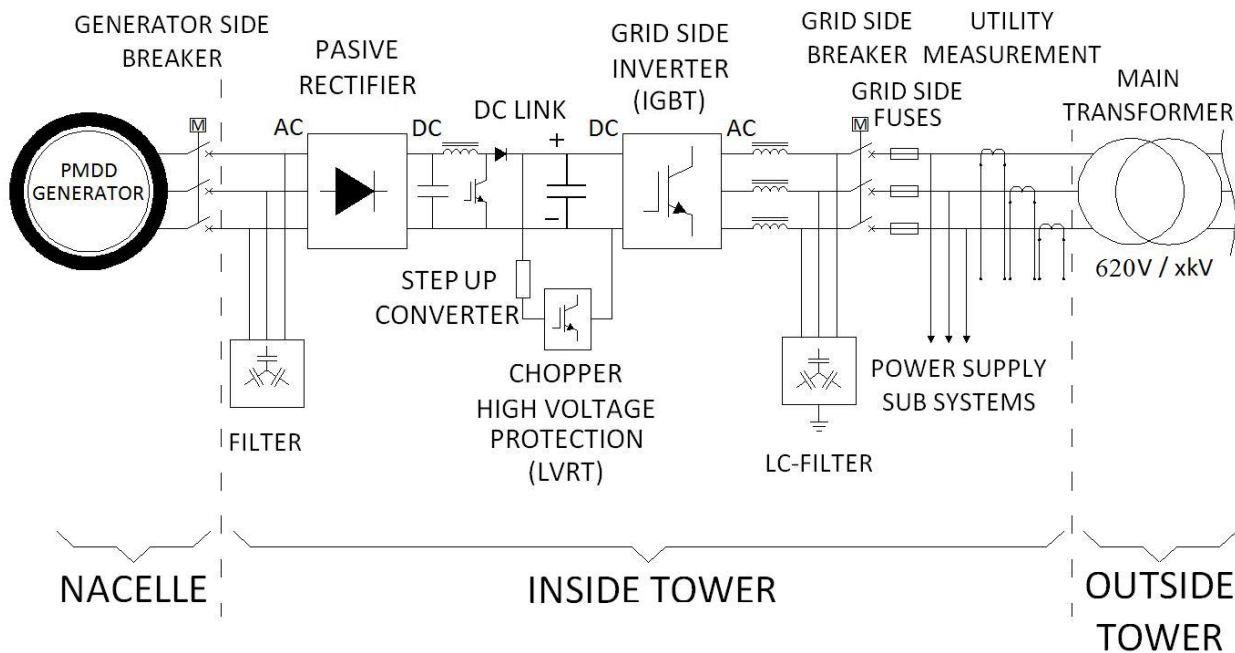 GENERATOR SIDE
BREAKER
PASIVE
RECTIFIER
GRID SIDE
INVERTER
(IGBT)
GRID SIDE
BREAKER
UTILITY
MEASUREMENT
GRID SIDE
FUSES
MAIN
TRANSFORMER
M
AC
DC
DC LINK
+
−
DC
AC
M
PMDD
GENERATOR
STEP UP
CONVERTER
620V / xkV
CHOPPER
HIGH VOLTAGE
PROTECTION
(LVRT)
POWER SUPPLY
SUB SYSTEMS
FILTER
LC-FILTER
NACELLE
INSIDE TOWER
OUTSIDE
TOWER